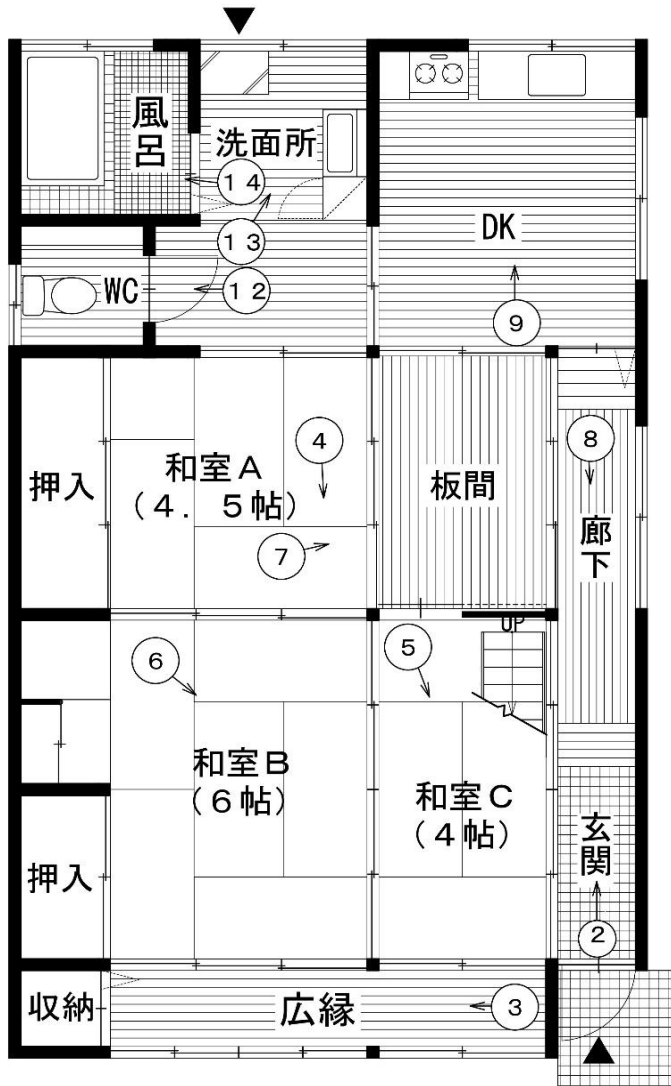 風呂
洗面所
１４
１３
DK
WC
１２
９
押入
和室Ａ
（４．５帖）
４
板間
８
７
廊下
６
５
UP
和室Ｂ
（６帖）
和室Ｃ
（４帖）
玄関
押入
２
収納
広縁
３